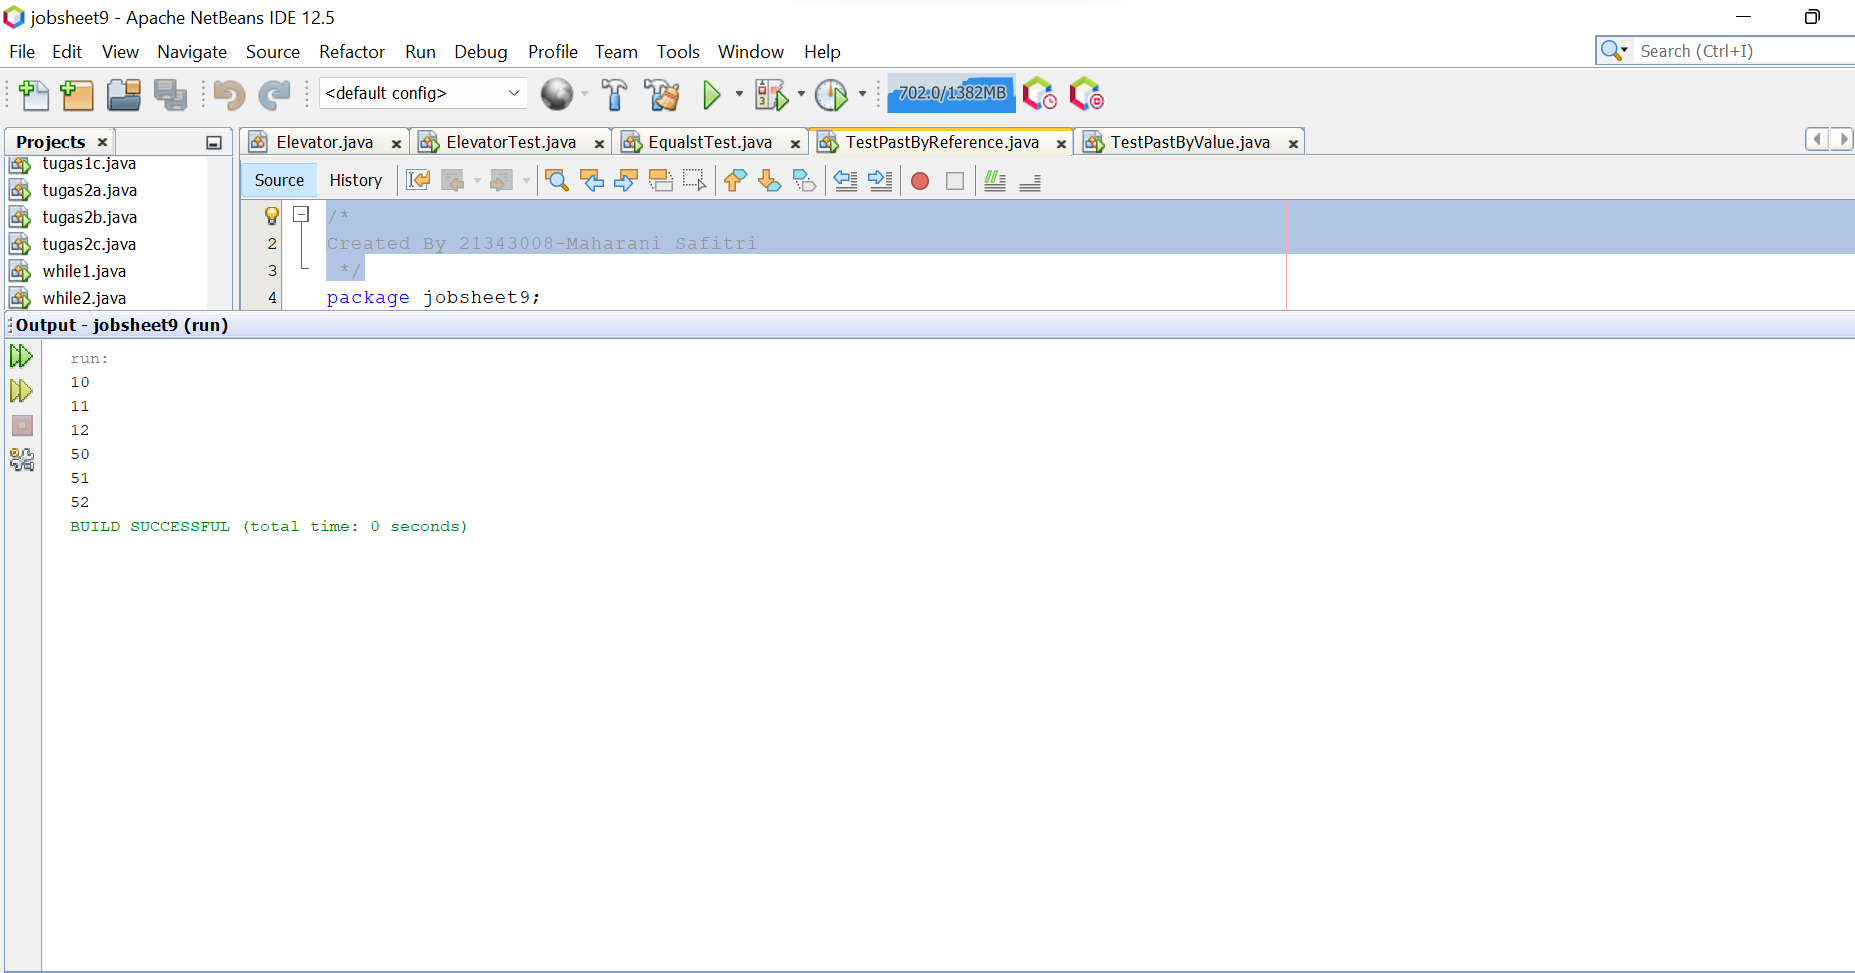 jobsheet9 - Apache NetBeans IDE 12.5
File Edit View Navigate Source Refactor Run Debug Profile Team Tools Window Help
Search (Ctrl+I)
<default config>
702.0/1382MB
Projects
Elevator.java
ElevatorTest.java
EqualstTest.java
TestPastByReference.java
TestPastByValue.java
tugas1c.java
tugas2a.java
tugas2b.java
tugas2c.java
while1.java
while2.java
Source History
/*
2 Created By 21343008-Maharani Safitri
3 */
4 package jobsheet9;
Output - jobsheet9 (run)
run:
10
11
12
50
51
52
BUILD SUCCESSFUL (total time: 0 seconds)